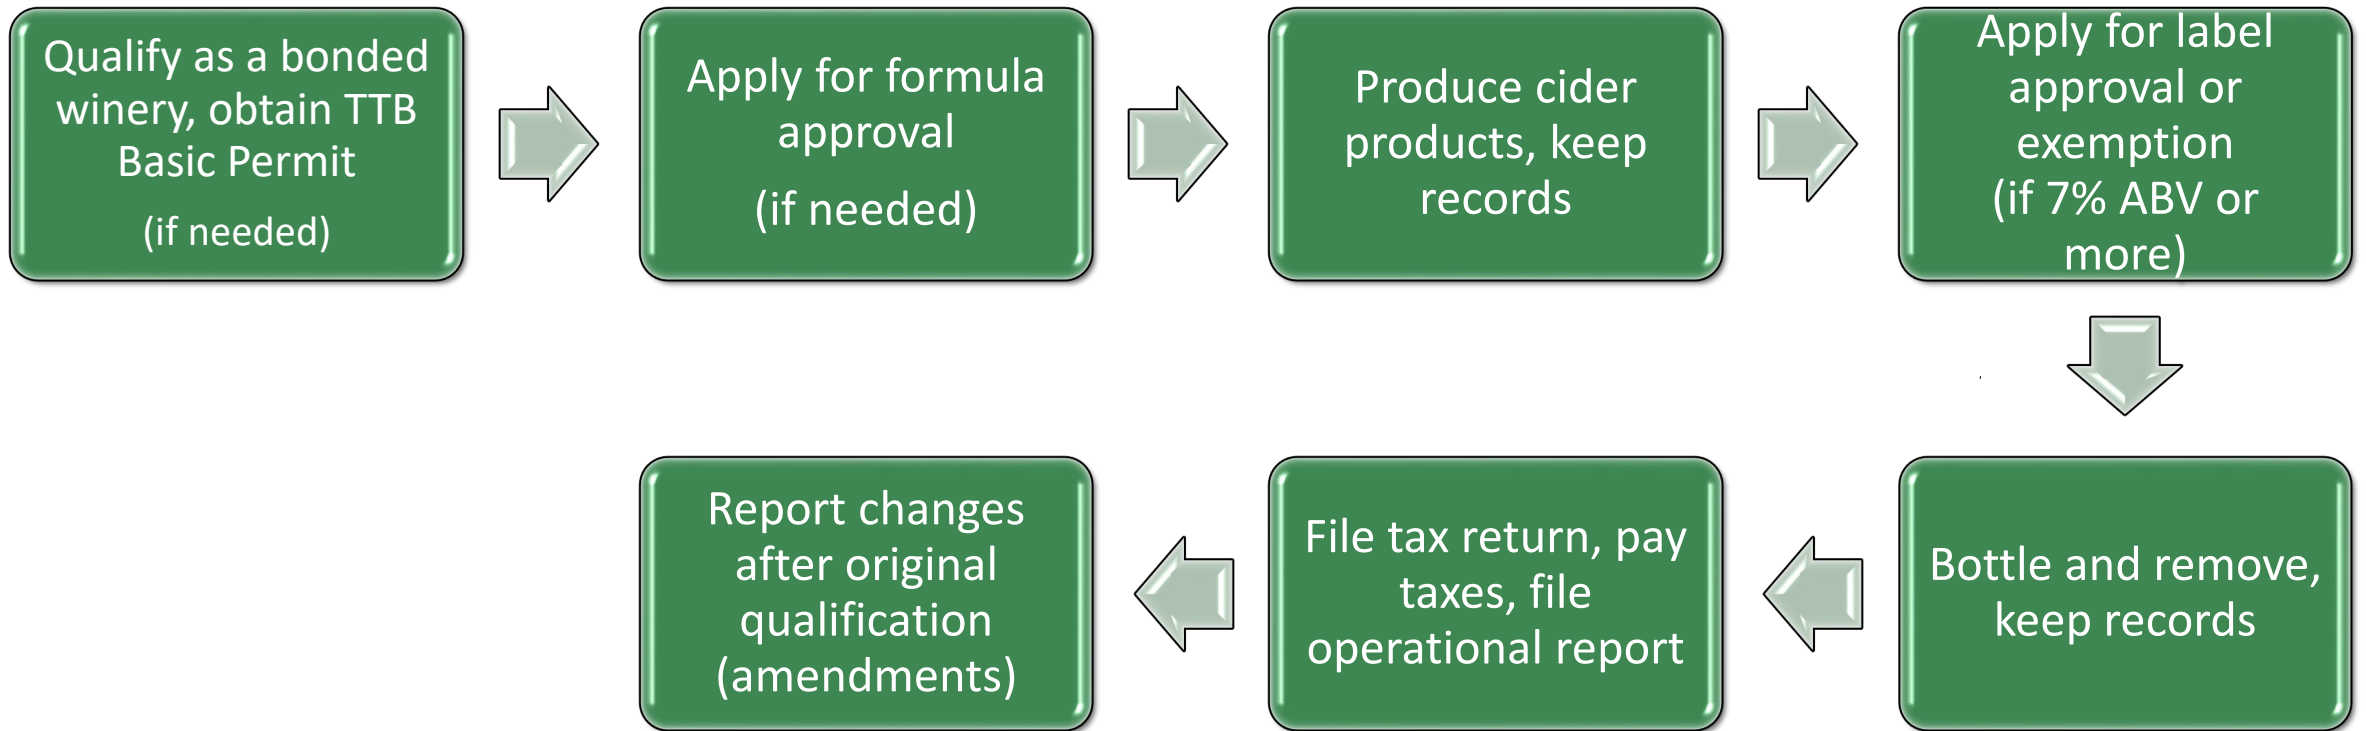 Qualify as a bonded
winery, obtain TTB
Basic Permit
(if needed)
Apply for formula
approval
(if needed)
Produce cider
products, keep
records
Apply for label
approval or
exemption
(if 7% ABV or
more)
Bottle and remove,
keep records
File tax return, pay
taxes, file
operational report
Report changes
after original
qualification
(amendments)